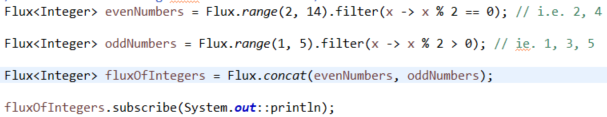 Flux<Integer> evenNumbers = Flux.range(2, 14).filter(x -> x % 2 == 0); // i.e. 2, 4
Flux<Integer> oddNumbers = Flux.range(1, 5).filter(x -> x % 2 > 0); // ie. 1, 3, 5
Flux<Integer> fluxOfIntegers = Flux.concat(evenNumbers, oddNumbers);
fluxOfIntegers.subscribe(System.out::println);